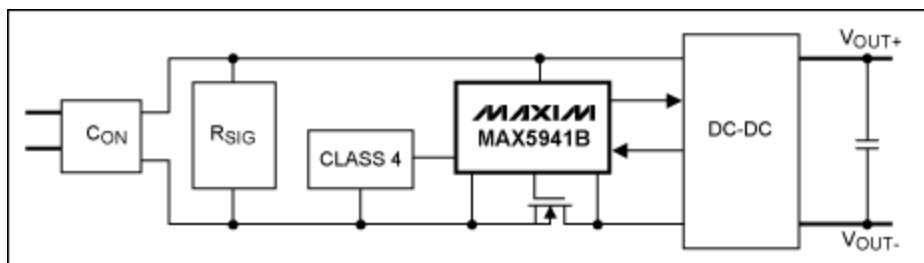 VOUT+
CON
RSIG
CLASS 4
MAXIM
MAX5941B
DC-DC
VOUT-